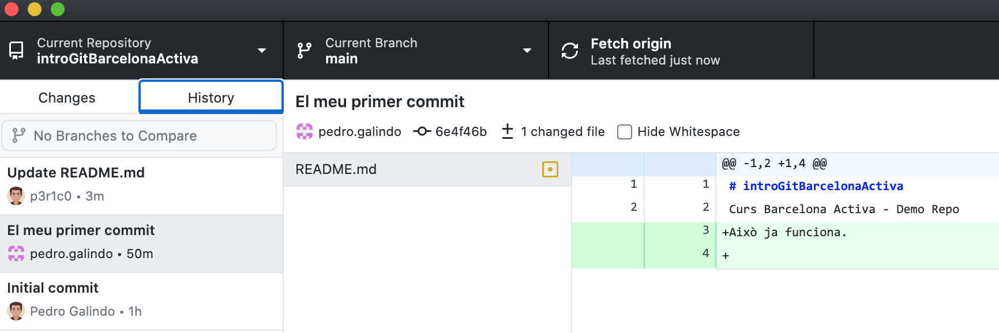 Current Repository
introGitBarcelonaActiva
Current Branch
main
Fetch origin
Last fetched just now
Changes
History
No Branches to Compare
Update README.md
p3r1c0 • 3m
El meu primer commit
pedro.galindo • 50m
Initial commit
Pedro Galindo • 1h
El meu primer commit
pedro.galindo 6e4f46b 1 changed file Hide Whitespace
README.md
@@ -1,2 +1,4 @@
1 1 # introGitBarcelonaActiva
2 2 Curs Barcelona Activa - Demo Repo
3 +Això ja funciona.
4 +